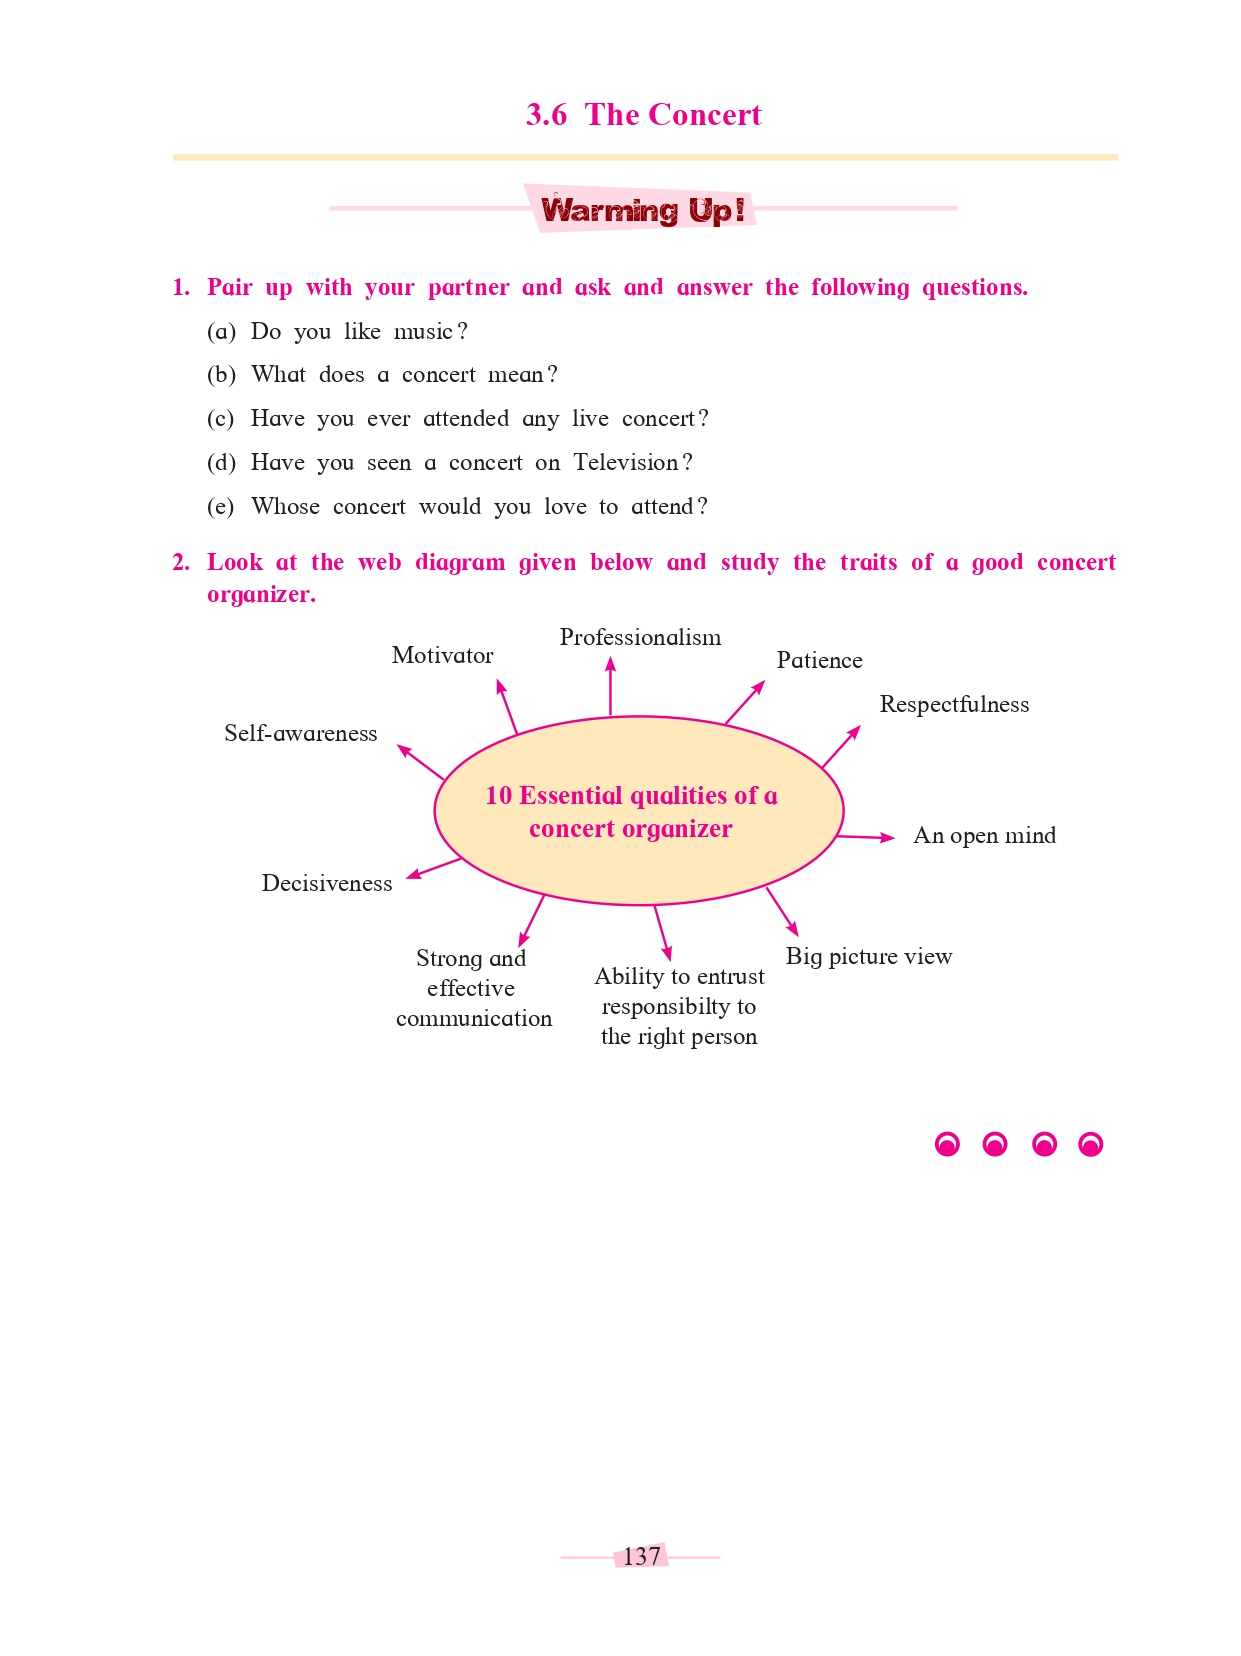 3.6 The Concert
Warming Up!
1. Pair up with your partner and ask and answer the following questions.
(a) Do you like music?
(b) What does a concert mean?
(c) Have you ever attended any live concert?
(d) Have you seen a concert on Television?
(e) Whose concert would you love to attend?
2. Look at the web diagram given below and study the traits of a good concert
organizer.
Professionalism
Motivator
Patience
Respectfulness
Self-awareness
10 Essential qualities of a
concert organizer
An open mind
Decisiveness
Big picture view
Strong and
effective
communication
Ability to entrust
responsibilty to
the right person
137